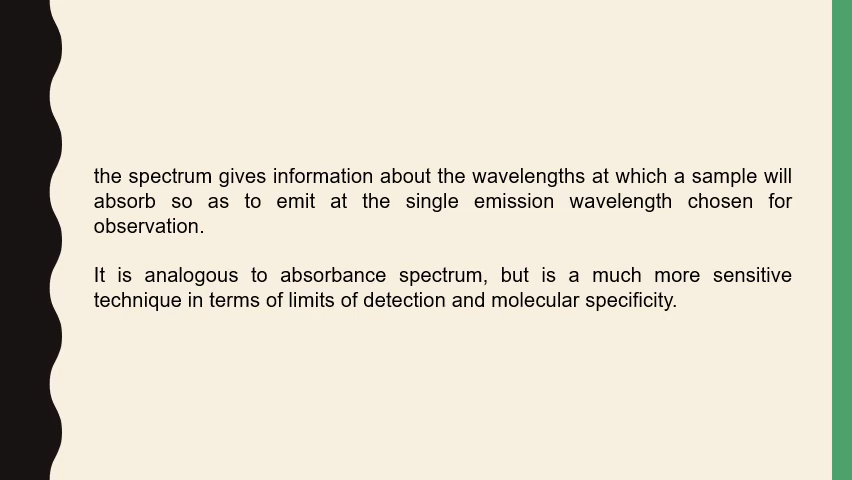 the spectrum gives information about the wavelengths at which a sample will
absorb so as to emit at the single emission wavelength chosen for
observation.
It is analogous to absorbance spectrum, but is a much more sensitive
technique in terms of limits of detection and molecular specificity.